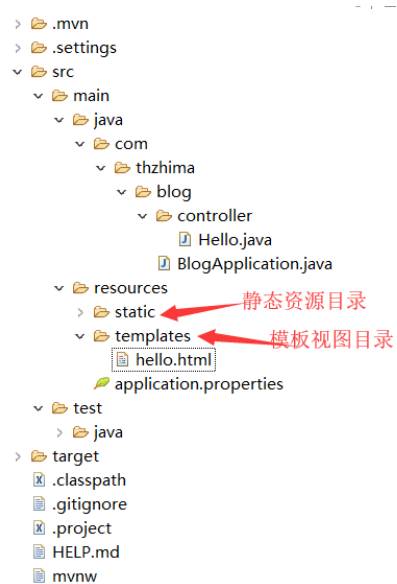 .mvn
.settings
src
main
java
com
thzhima
blog
controller
Hello.java
BlogApplication.java
resources
static
静态资源目录
templates
模板视图目录
hello.html
application.properties
test
java
target
.classpath
.gitignore
.project
HELP.md
mvnw